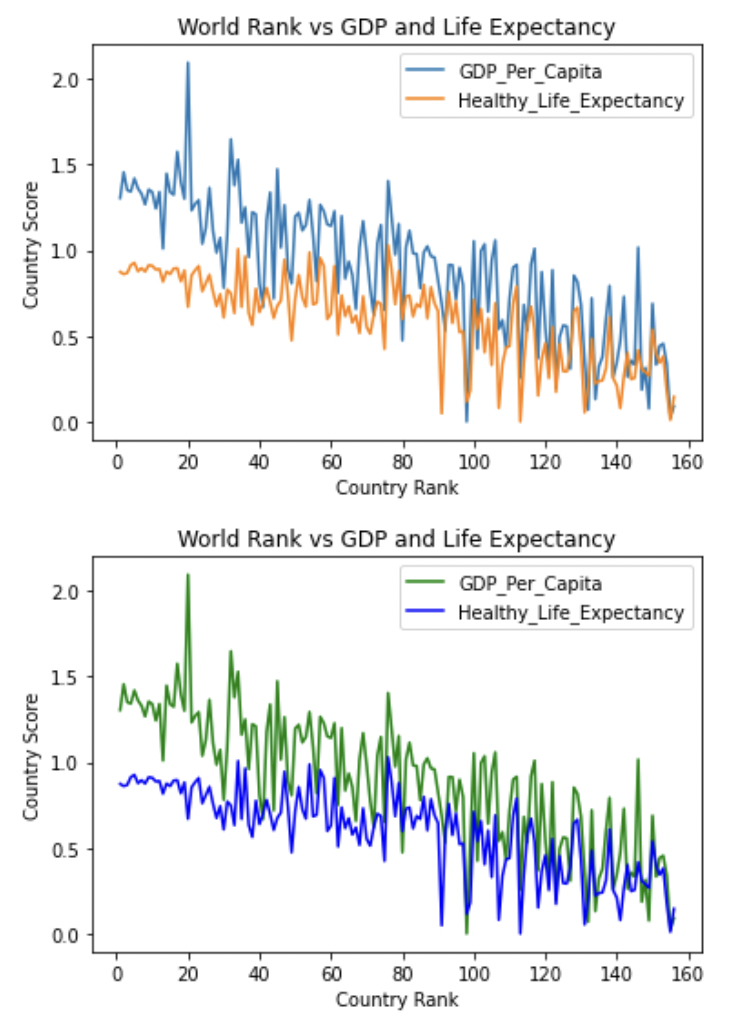 World Rank vs GDP and Life Expectancy
GDP_Per_Capita
Healthy_Life_Expectancy
Country Score
2.0
1.5
1.0
0.5
0.0
0 20 40 60 80 100 120 140 160
Country Rank
World Rank vs GDP and Life Expectancy
GDP_Per_Capita
Healthy_Life_Expectancy
Country Score
2.0
1.5
1.0
0.5
0.0
0 20 40 60 80 100 120 140 160
Country Rank